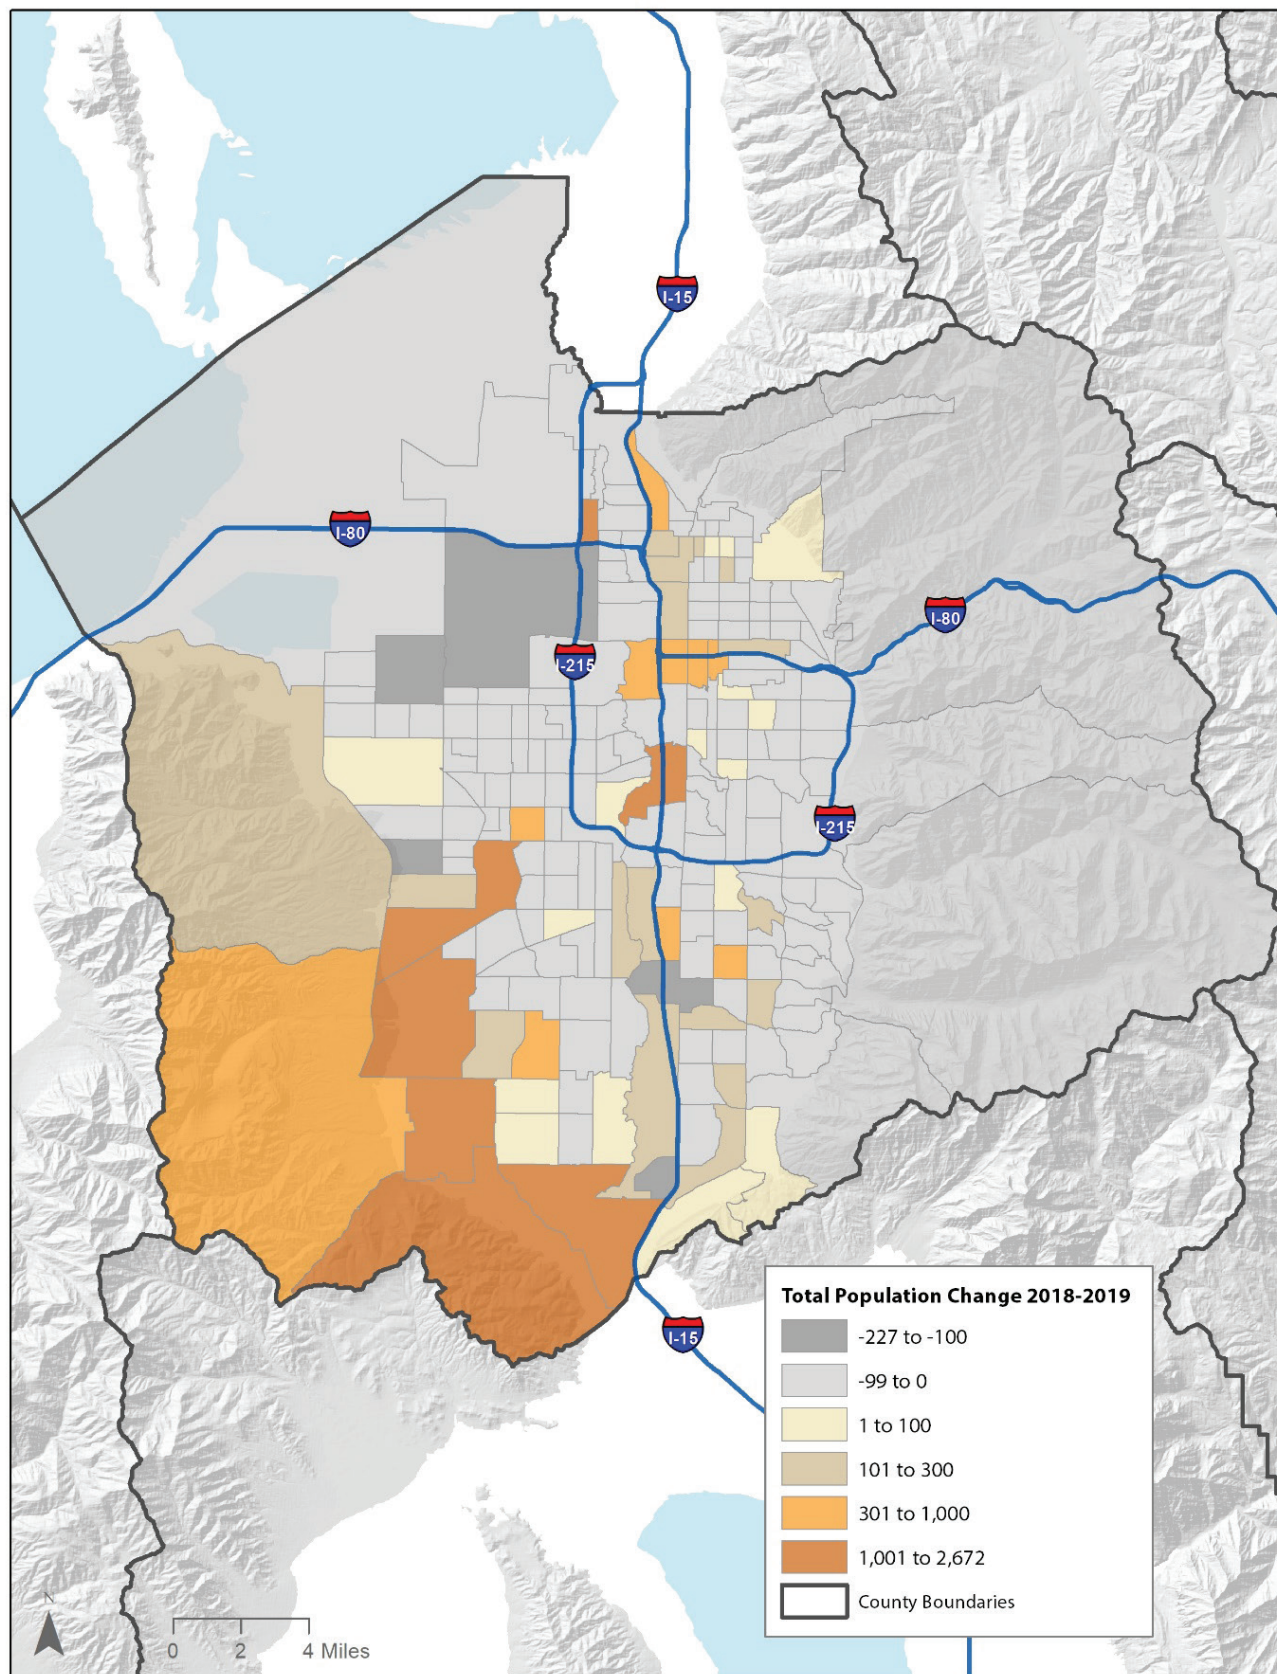 I-15
I-80
I-80
I-215
I-215
Total Population Change 2018-2019
-227 to -100
-99 to 0
1 to 100
101 to 300
301 to 1,000
1,001 to 2,672
County Boundaries
I-15
N
0 2 4 Miles